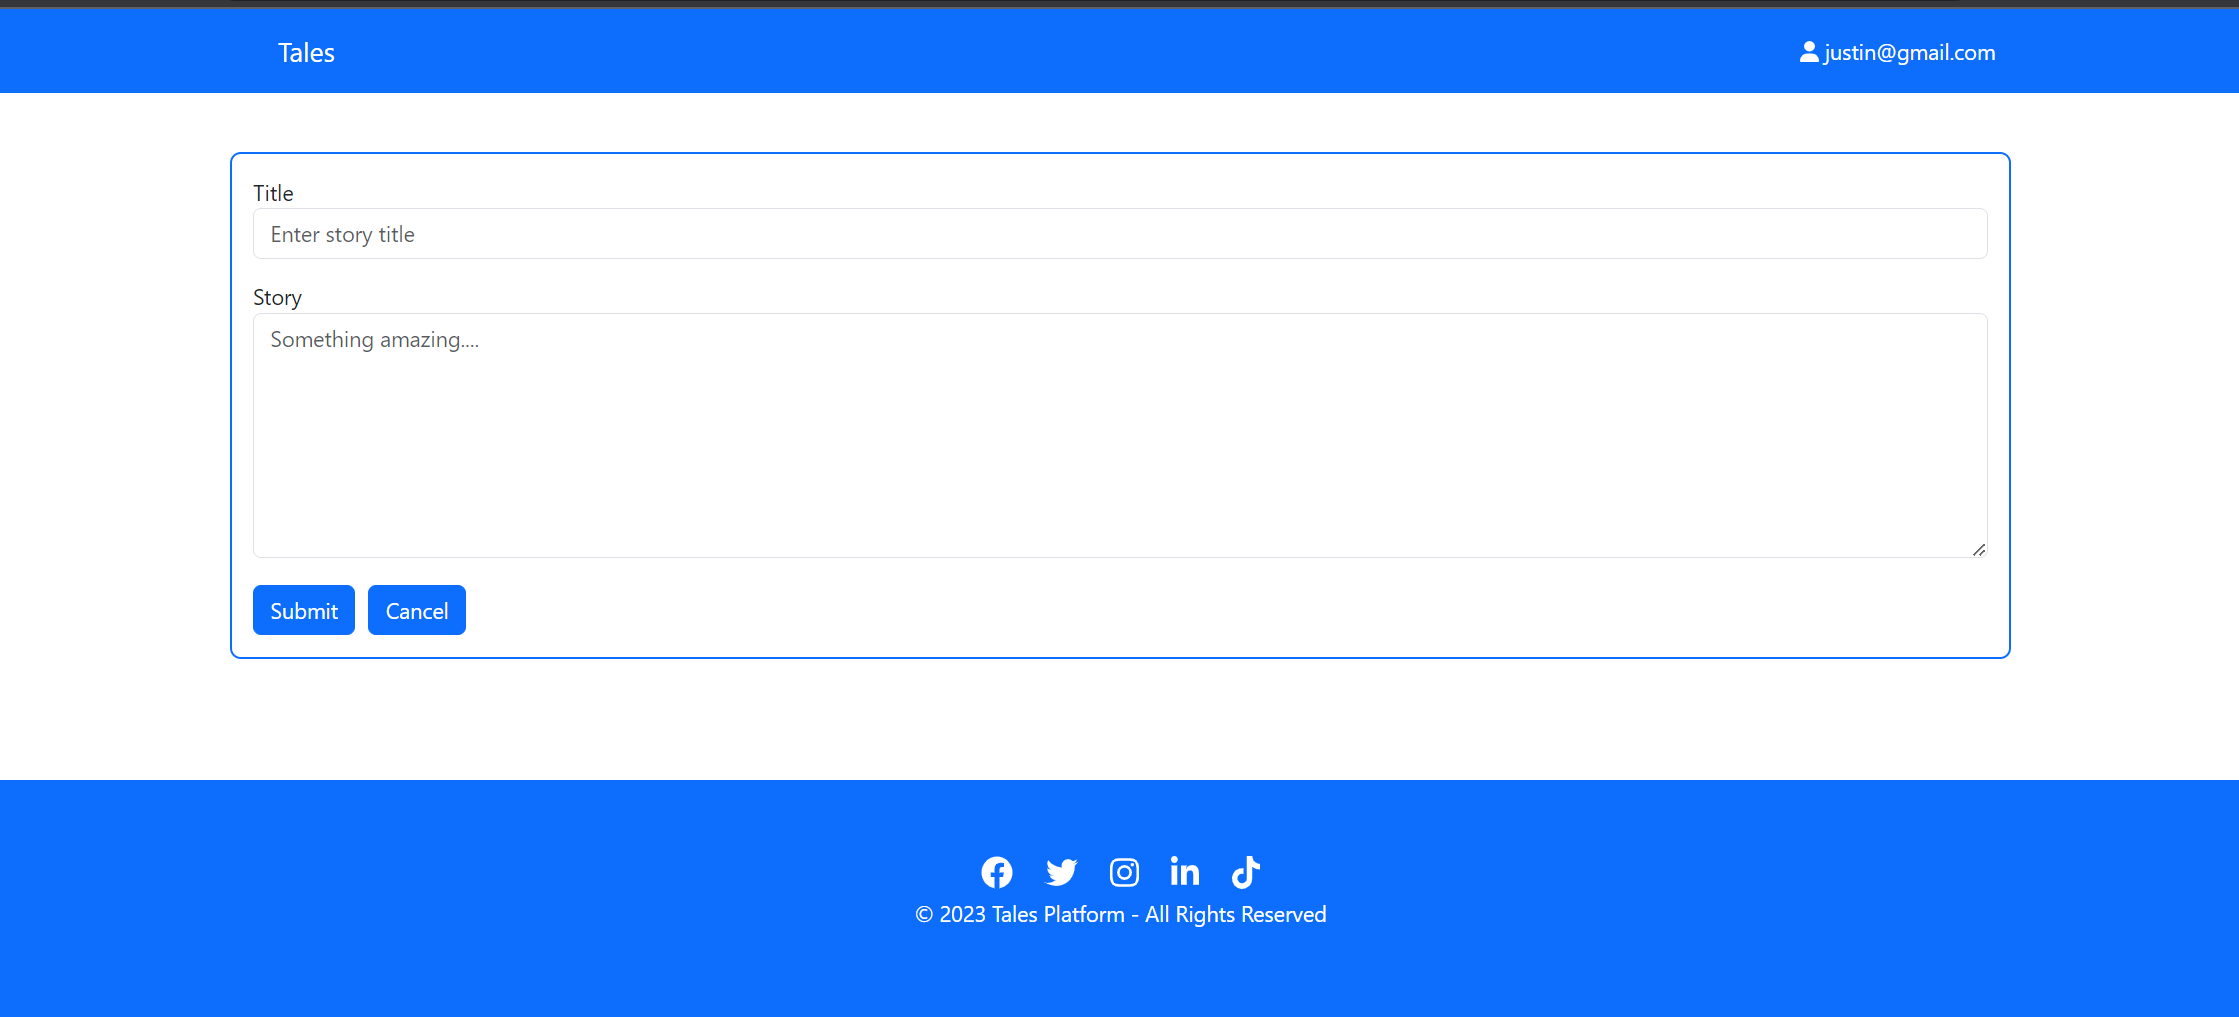 Tales
justin@gmail.com
Title
Enter story title
Story
Something amazing....
Submit Cancel
© 2023 Tales Platform - All Rights Reserved